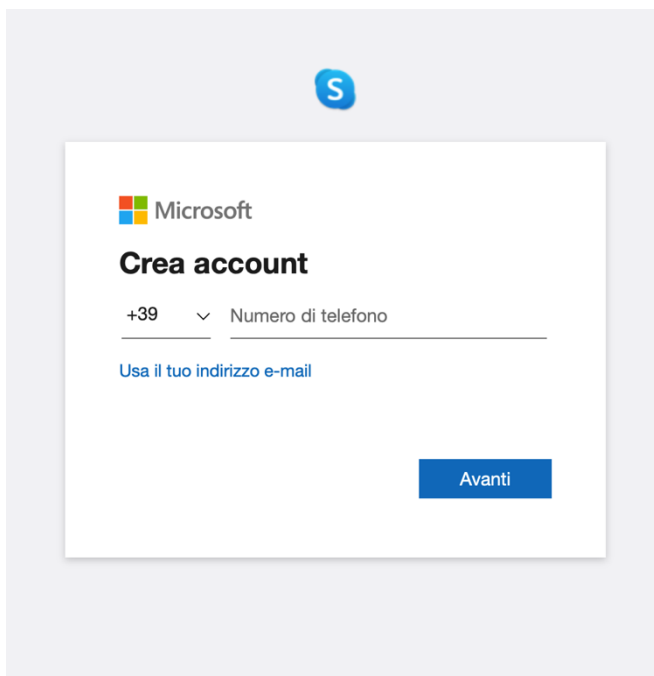 S
Microsoft
Crea account
+39 Numero di telefono
Usa il tuo indirizzo e-mail
Avanti